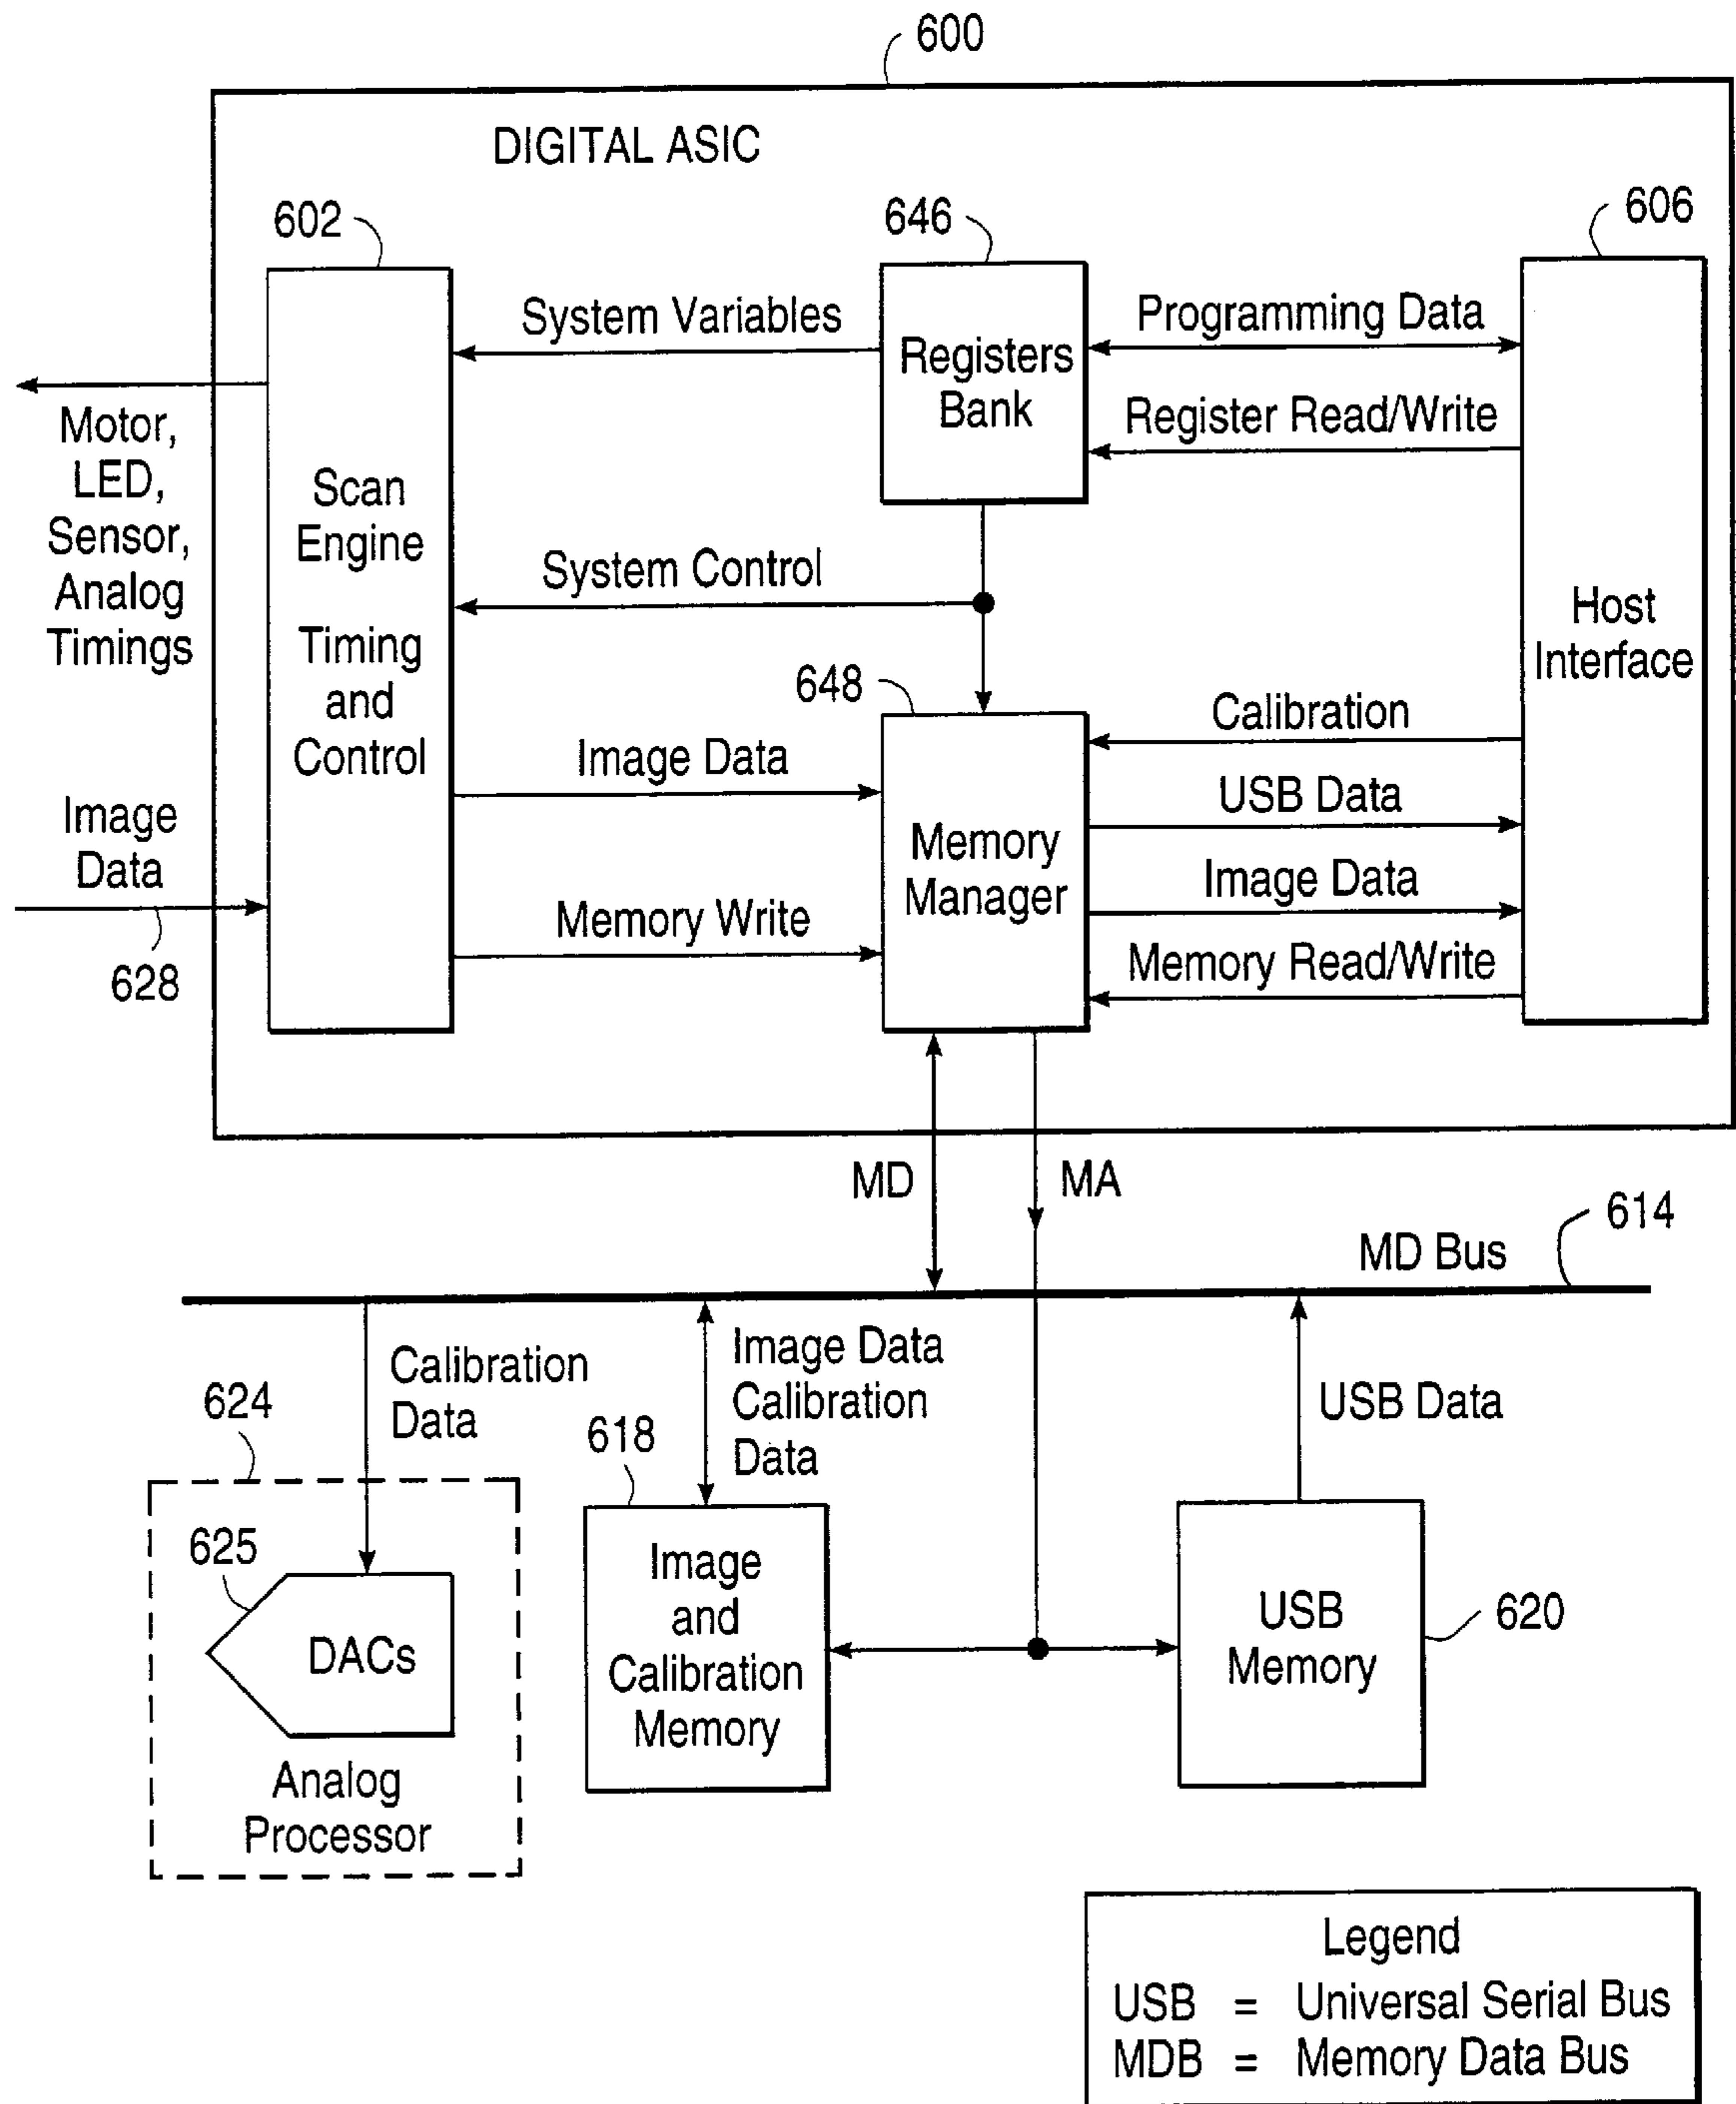 600
DIGITAL ASIC
602
646
606
System Variables
Registers
Bank
Programming Data
Register Read/Write
Motor,
LED,
Sensor,
Analog
Timings
Scan
Engine
Timing
and
Control
System Control
Host
Interface
648
Calibration
Image Data
USB Data
Memory
Manager
Image Data
Image
Data
Memory Write
Memory Read/Write
628
MD
MA
614
MD Bus
Calibration
Data
Image Data
Calibration
Data
USB Data
624
618
625
DACs
Analog
Processor
Image
and
Calibration
Memory
USB
Memory
620
Legend
USB = Universal Serial Bus
MDB = Memory Data Bus